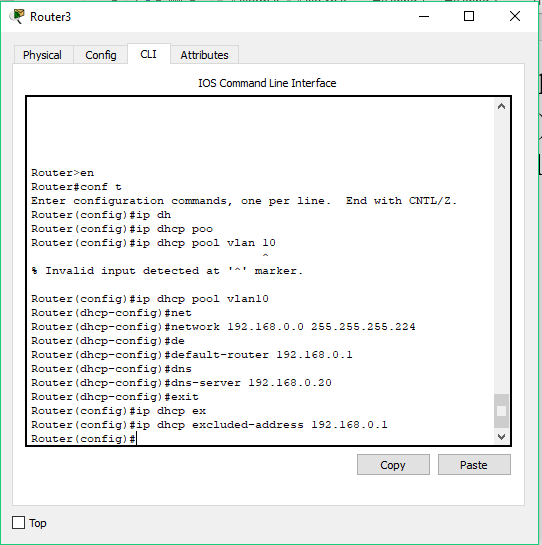 Router3
Physical Config CLI Attributes
IOS Command Line Interface
Router>en
Router#conf t
Enter configuration commands, one per line.  End with CNTL/Z.
Router(config)#ip dh
Router(config)#ip dhcp poo
Router(config)#ip dhcp pool vlan 10
^
% Invalid input detected at '^' marker.
Router(config)#ip dhcp pool vlan10
Router(dhcp-config)#net
Router(dhcp-config)#network 192.168.0.0 255.255.255.224
Router(dhcp-config)#de
Router(dhcp-config)#default-router 192.168.0.1
Router(dhcp-config)#dns
Router(dhcp-config)#dns-server 192.168.0.20
Router(dhcp-config)#exit
Router(config)#ip dhcp ex
Router(config)#ip dhcp excluded-address 192.168.0.1
Router(config)#
Copy Paste
Top